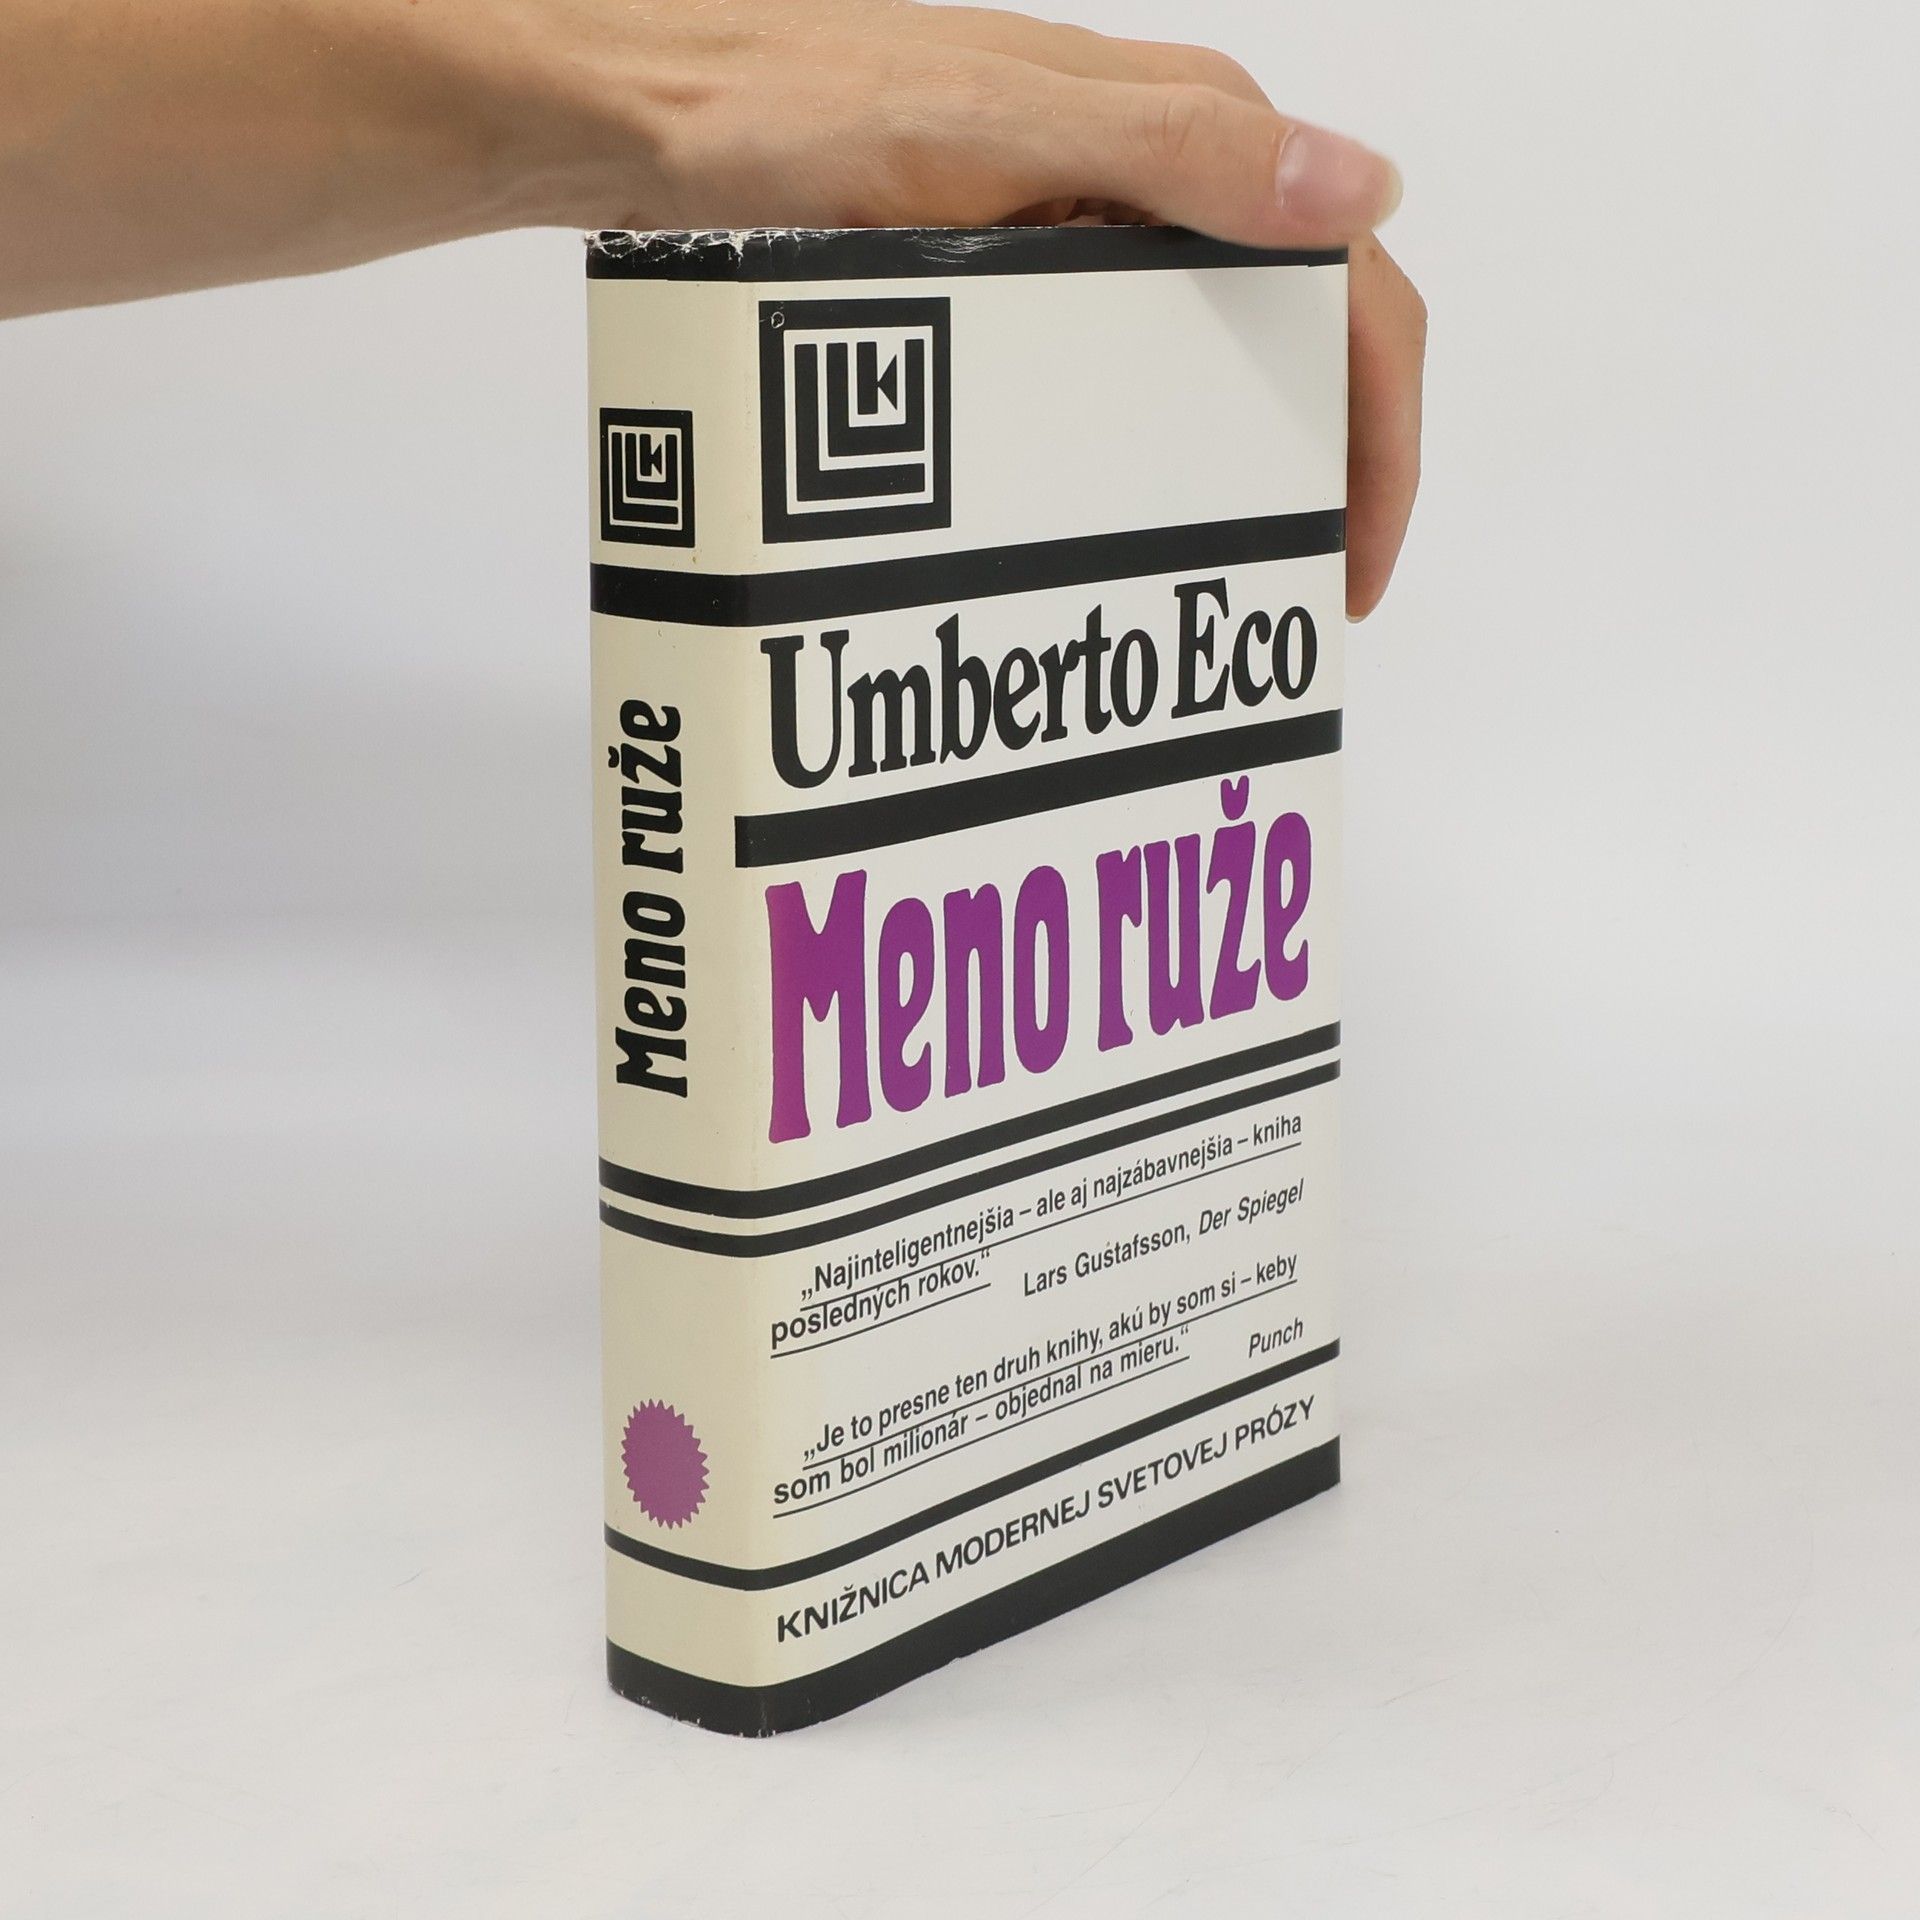 Meno ruže
Umberto Eco
Meno ruže
„Najinteligentnejšia – ale aj najzábavnejšia – kniha
posledných rokov.“ Lars Gustafsson, Der Spiegel
„Je to presne ten druh knihy, akú by som si – keby
som bol milionár – objednal na mieru.“ Punch
KNIŽNICA MODERNEJ SVETOVEJ PRÓZY